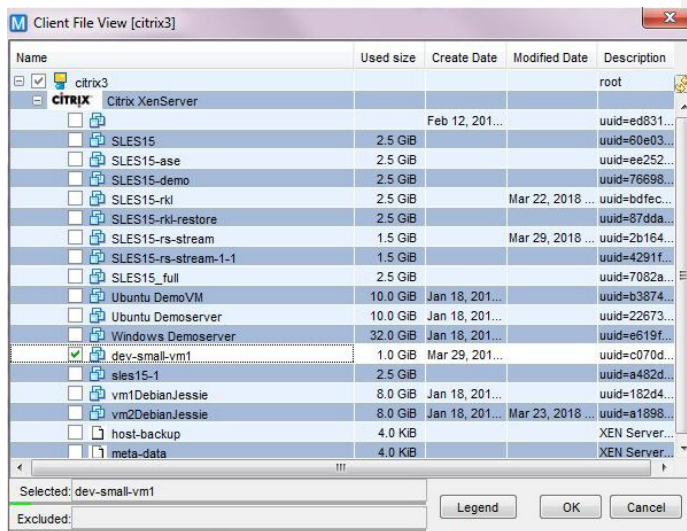 M Client File View [citrix3] X
Name Used size Create Date Modified Date Description
citrix3 root
CİTRIX Citrix XenServer
Feb 12, 201... uuid=ed831...
SLES15 2.5 GiB uuid=60e03...
SLES15-ase 2.5 GiB uuid=ee252...
SLES15-demo 2.5 GiB uuid=76698...
SLES15-rkl 2.5 GiB Mar 22, 2018 ... uuid=bdfec...
SLES15-rkl-restore 2.5 GiB uuid=87dda...
SLES15-rs-stream 1.5 GiB Mar 29, 2018 ... uuid=2b164...
SLES15-rs-stream-1-1 1.5 GiB uuid=4291f...
SLES15_full 2.5 GiB uuid=7082a...
Ubuntu DemoVM 10.0 GiB Jan 18, 201... uuid=b3874...
Ubuntu Demoserver 10.0 GiB Jan 18, 201... uuid=22673...
Windows Demoserver 32.0 GiB Jan 18, 201... uuid=e619f...
dev-small-vm1 1.0 GiB Mar 29, 201... uuid=c070d...
sles15-1 2.5 GiB uuid=a482d...
vm1DebianJessie 8.0 GiB Jan 18, 201... uuid=182d4...
vm2DebianJessie 8.0 GiB Jan 18, 201... Mar 23, 2018 ... uuid=a1898...
host-backup 4.0 KiB XEN Server...
meta-data 4.0 KiB XEN Server...
Selected: dev-small-vm1
Legend OK Cancel
Excluded: